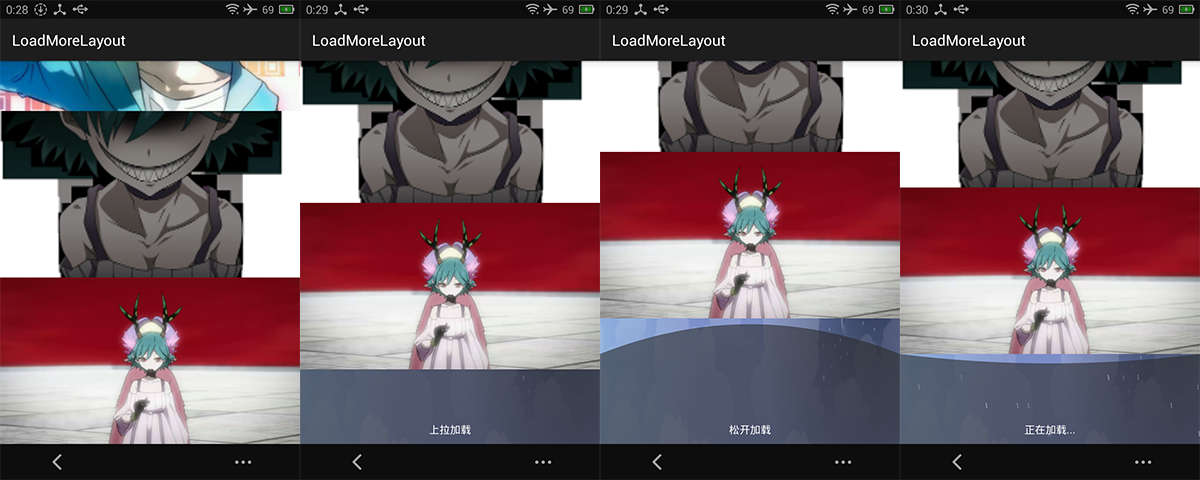 0:28 69
LoadMoreLayout
0:29 69
LoadMoreLayout
上拉加载
0:29 69
LoadMoreLayout
松开加载
0:30 69
LoadMoreLayout
正在加载...